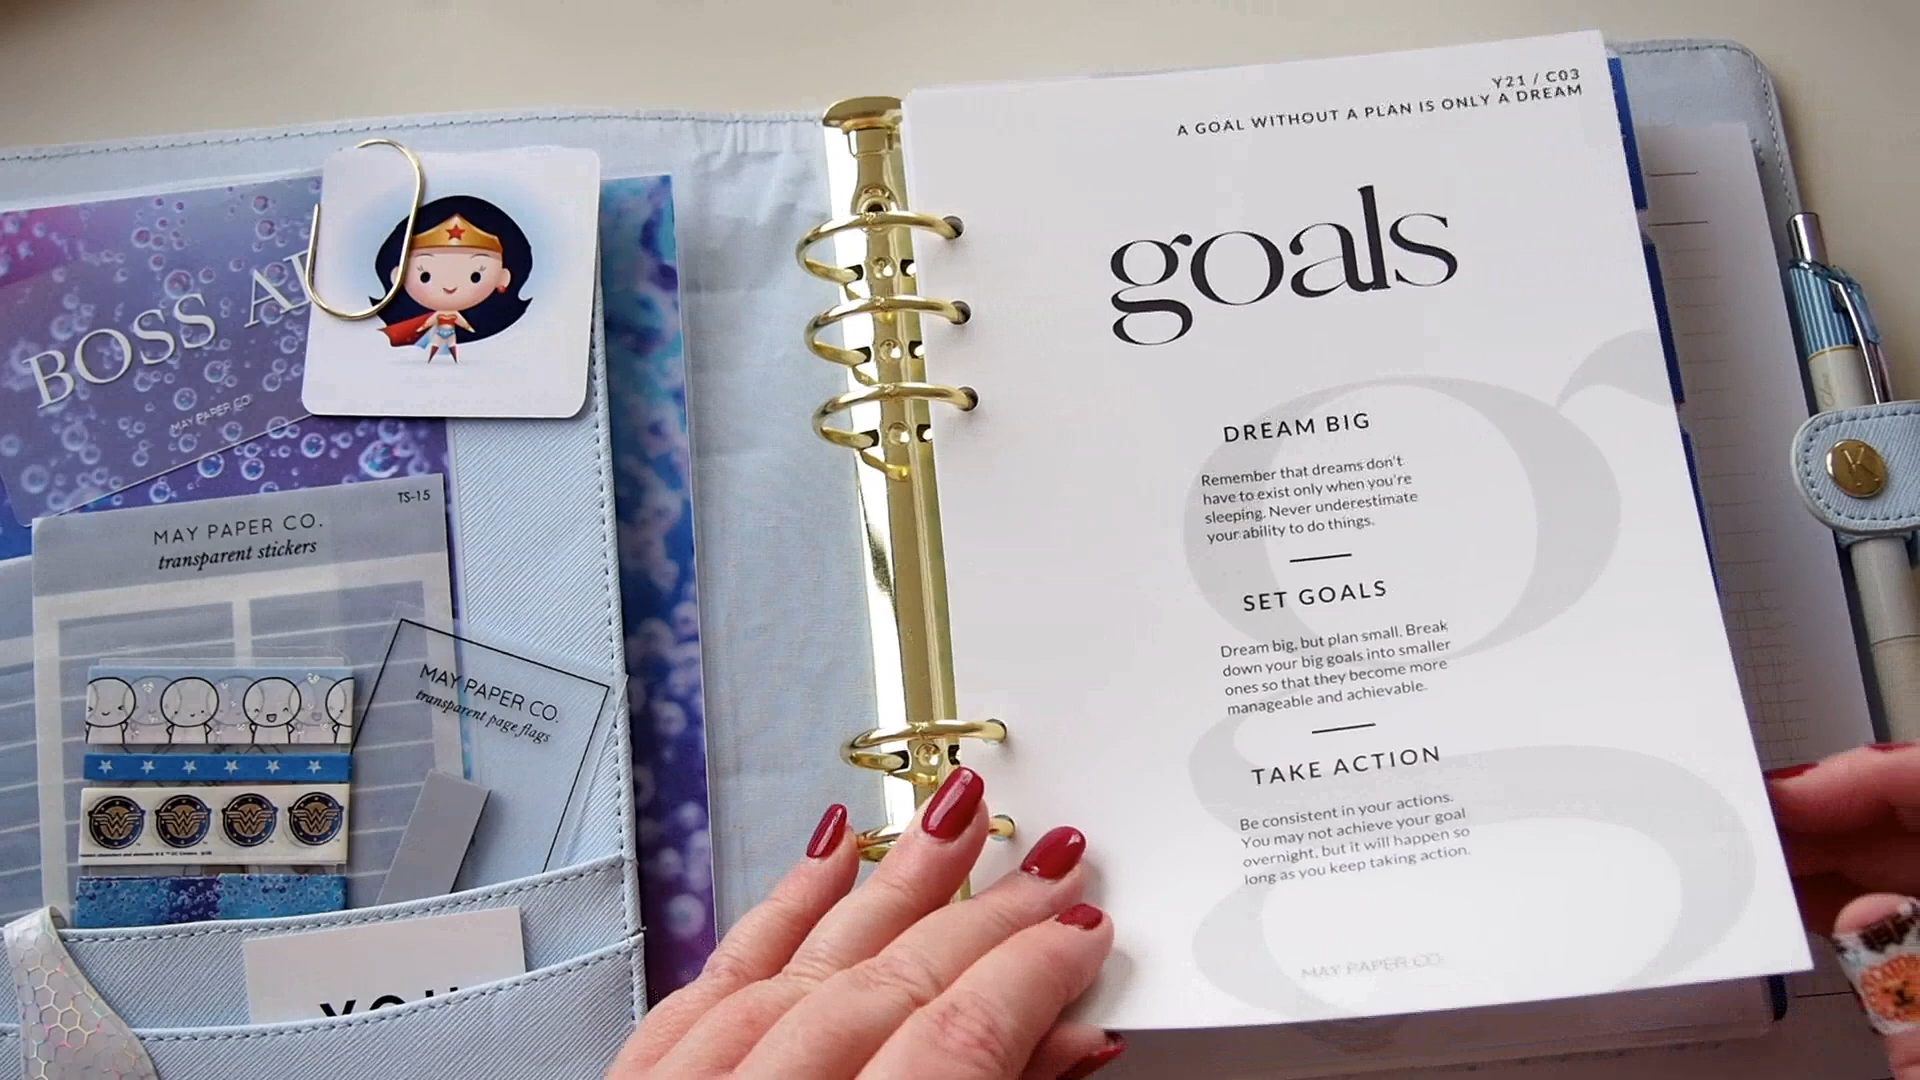 BOSS
MAY PAPER CO.
TS-15
MAY PAPER CO.
transparent stickers
MAY PAPER CO.
transparent page flags
YOU
Y21 / C03
A GOAL WITHOUT A PLAN IS ONLY A DREAM
goals
DREAM BIG
Remember that dreams don't
have to exist only when you're
sleeping. Never underestimate
your ability to do things.
SET GOALS
Dream big, but plan small. Break
down your big goals into smaller
ones so that they become more
manageable and achievable.
TAKE ACTION
Be consistent in your actions.
You may not achieve your goal
overnight, but it will happen so
long as you keep taking action.
MAY PAPER CO.
K